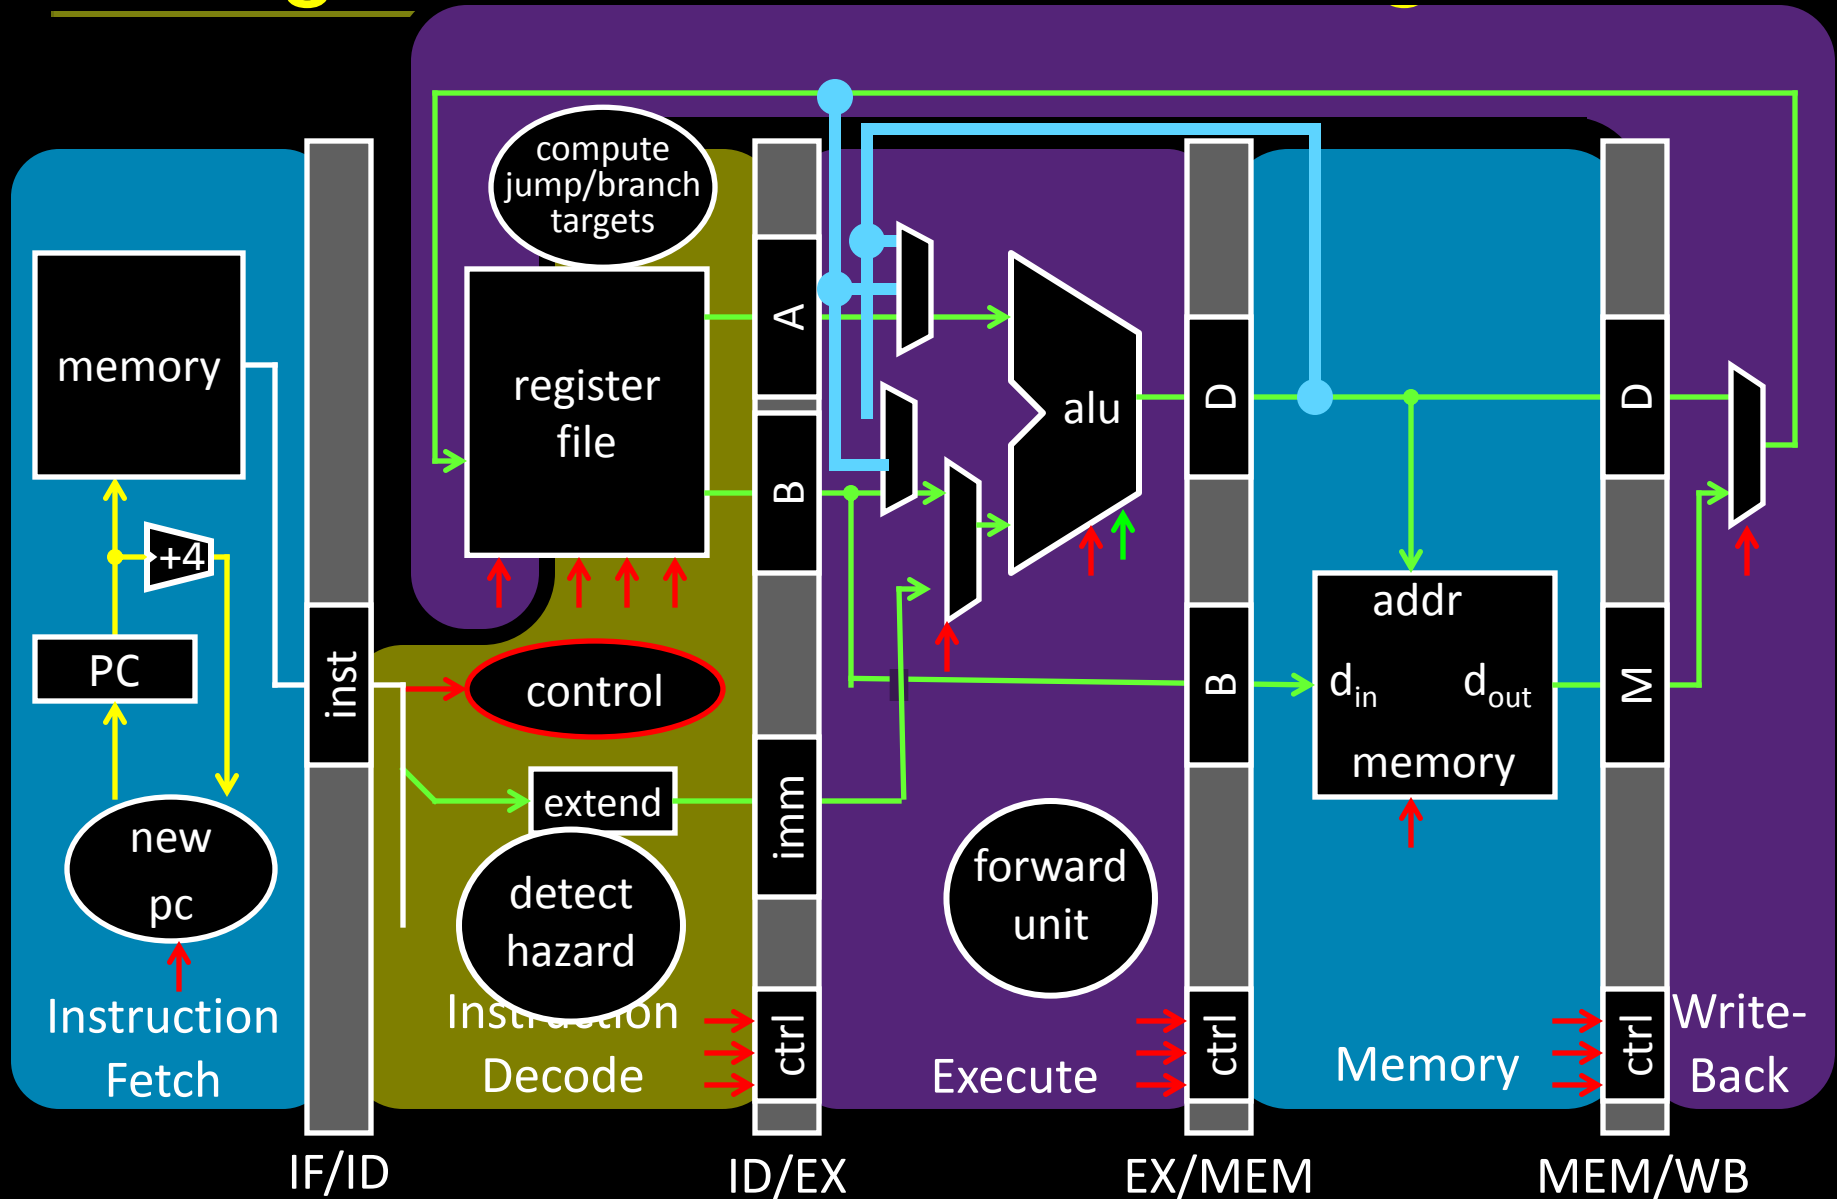 compute
jump/branch
targets
memory
register
file
alu
A
B
D
D
+4
PC
inst
control
B
addr
d_in
d_out
memory
M
extend
imm
new
pc
detect
hazard
forward
unit
Instruction
Fetch
Instruction
Decode
ctrl
Execute
ctrl
Memory
ctrl
Write-
Back
IF/ID
ID/EX
EX/MEM
MEM/WB